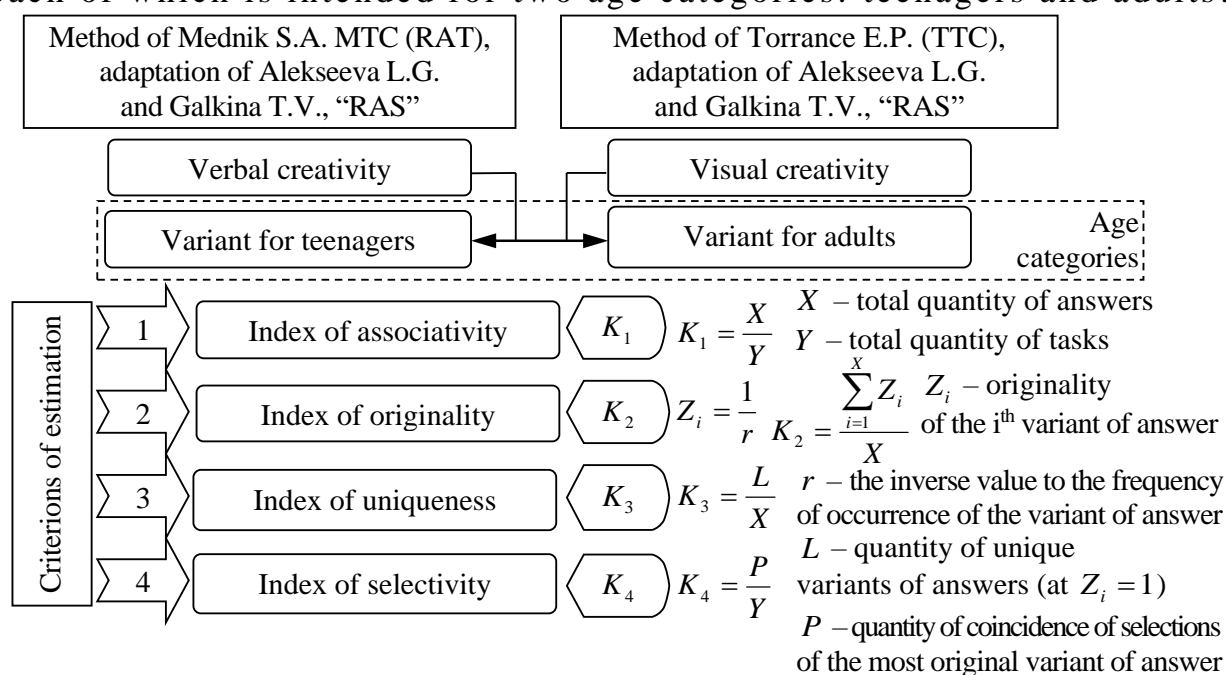 each of which is intended for two age categories: teenagers and adults.
Method of Mednik S.A. MTC (RAT),
adaptation of Alekseeva L.G.
and Galkina T.V., “RAS”
Method of Torrance E.P. (TTC),
adaptation of Alekseeva L.G.
and Galkina T.V., “RAS”
Verbal creativity
Visual creativity
Variant for teenagers
Variant for adults
Age
categories
Criterions of estimation
1
Index of associativity
K₁
K₁ = X/Y
X – total quantity of answers
Y – total quantity of tasks
2
Index of originality
K₂
Zᵢ = 1/r
K₂ = ∑ᵢ₌₁ˣ Zᵢ / X
Zᵢ – originality
of the iᵗʰ variant of answer
3
Index of uniqueness
K₃
K₃ = L/X
r – the inverse value to the frequency
of occurrence of the variant of answer
4
Index of selectivity
K₄
K₄ = P/Y
L – quantity of unique
variants of answers (at Zᵢ = 1)
P – quantity of coincidence of selections
of the most original variant of answer